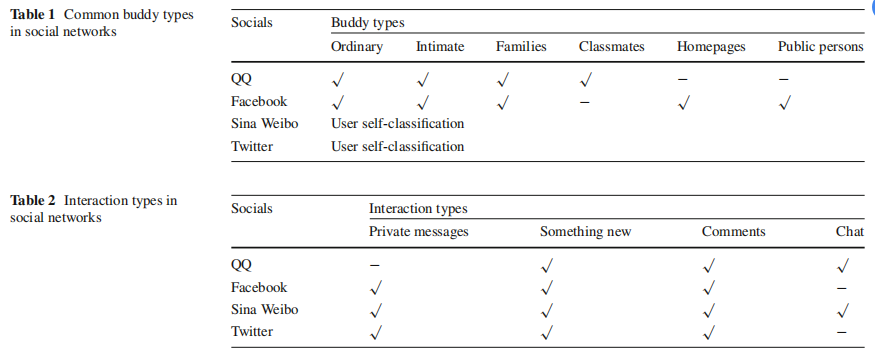 Table 1 Common buddy types
in social networks
Socials Buddy types
Ordinary Intimate Families Classmates Homepages Public persons
QQ √ √ √ √ – –
Facebook √ √ √ – √ √
Sina Weibo User self-classification
Twitter User self-classification
Table 2 Interaction types in
social networks
Socials Interaction types
Private messages Something new Comments Chat
QQ – √ √ √
Facebook √ √ √ –
Sina Weibo √ √ √ √
Twitter √ √ √ –